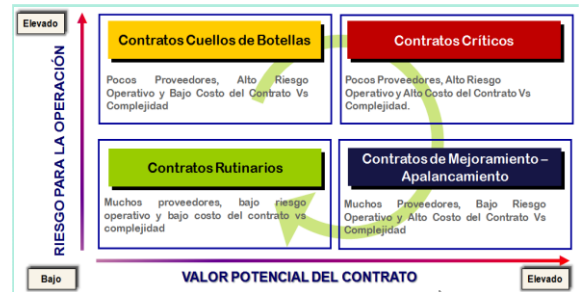 Elevado
Contratos Cuellos de Botellas
Pocos Proveedores, Alto Riesgo
Operativo y Bajo Costo del Contrato Vs
Complejidad
Contratos Críticos
Pocos Proveedores, Alto Riesgo
Operativo y Alto Costo del Contrato Vs
Complejidad.
RIESGO PARA LA OPERACIÓN
Contratos Rutinarios
Muchos proveedores, bajo riesgo
operativo y bajo costo del contrato vs
complejidad
Contratos de Mejoramiento –
Apalancamiento
Muchos Proveedores, Bajo Riesgo
Operativo y Alto Costo del Contrato Vs
Complejidad
Bajo
VALOR POTENCIAL DEL CONTRATO
Elevado